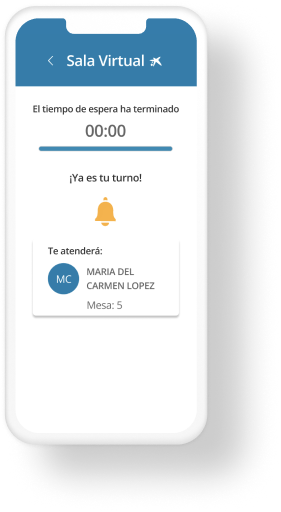 Sala Virtual
El tiempo de espera ha terminado
00:00
¡Ya es tu turno!
Te atenderá:
MC
MARIA DEL
CARMEN LOPEZ
Mesa: 5